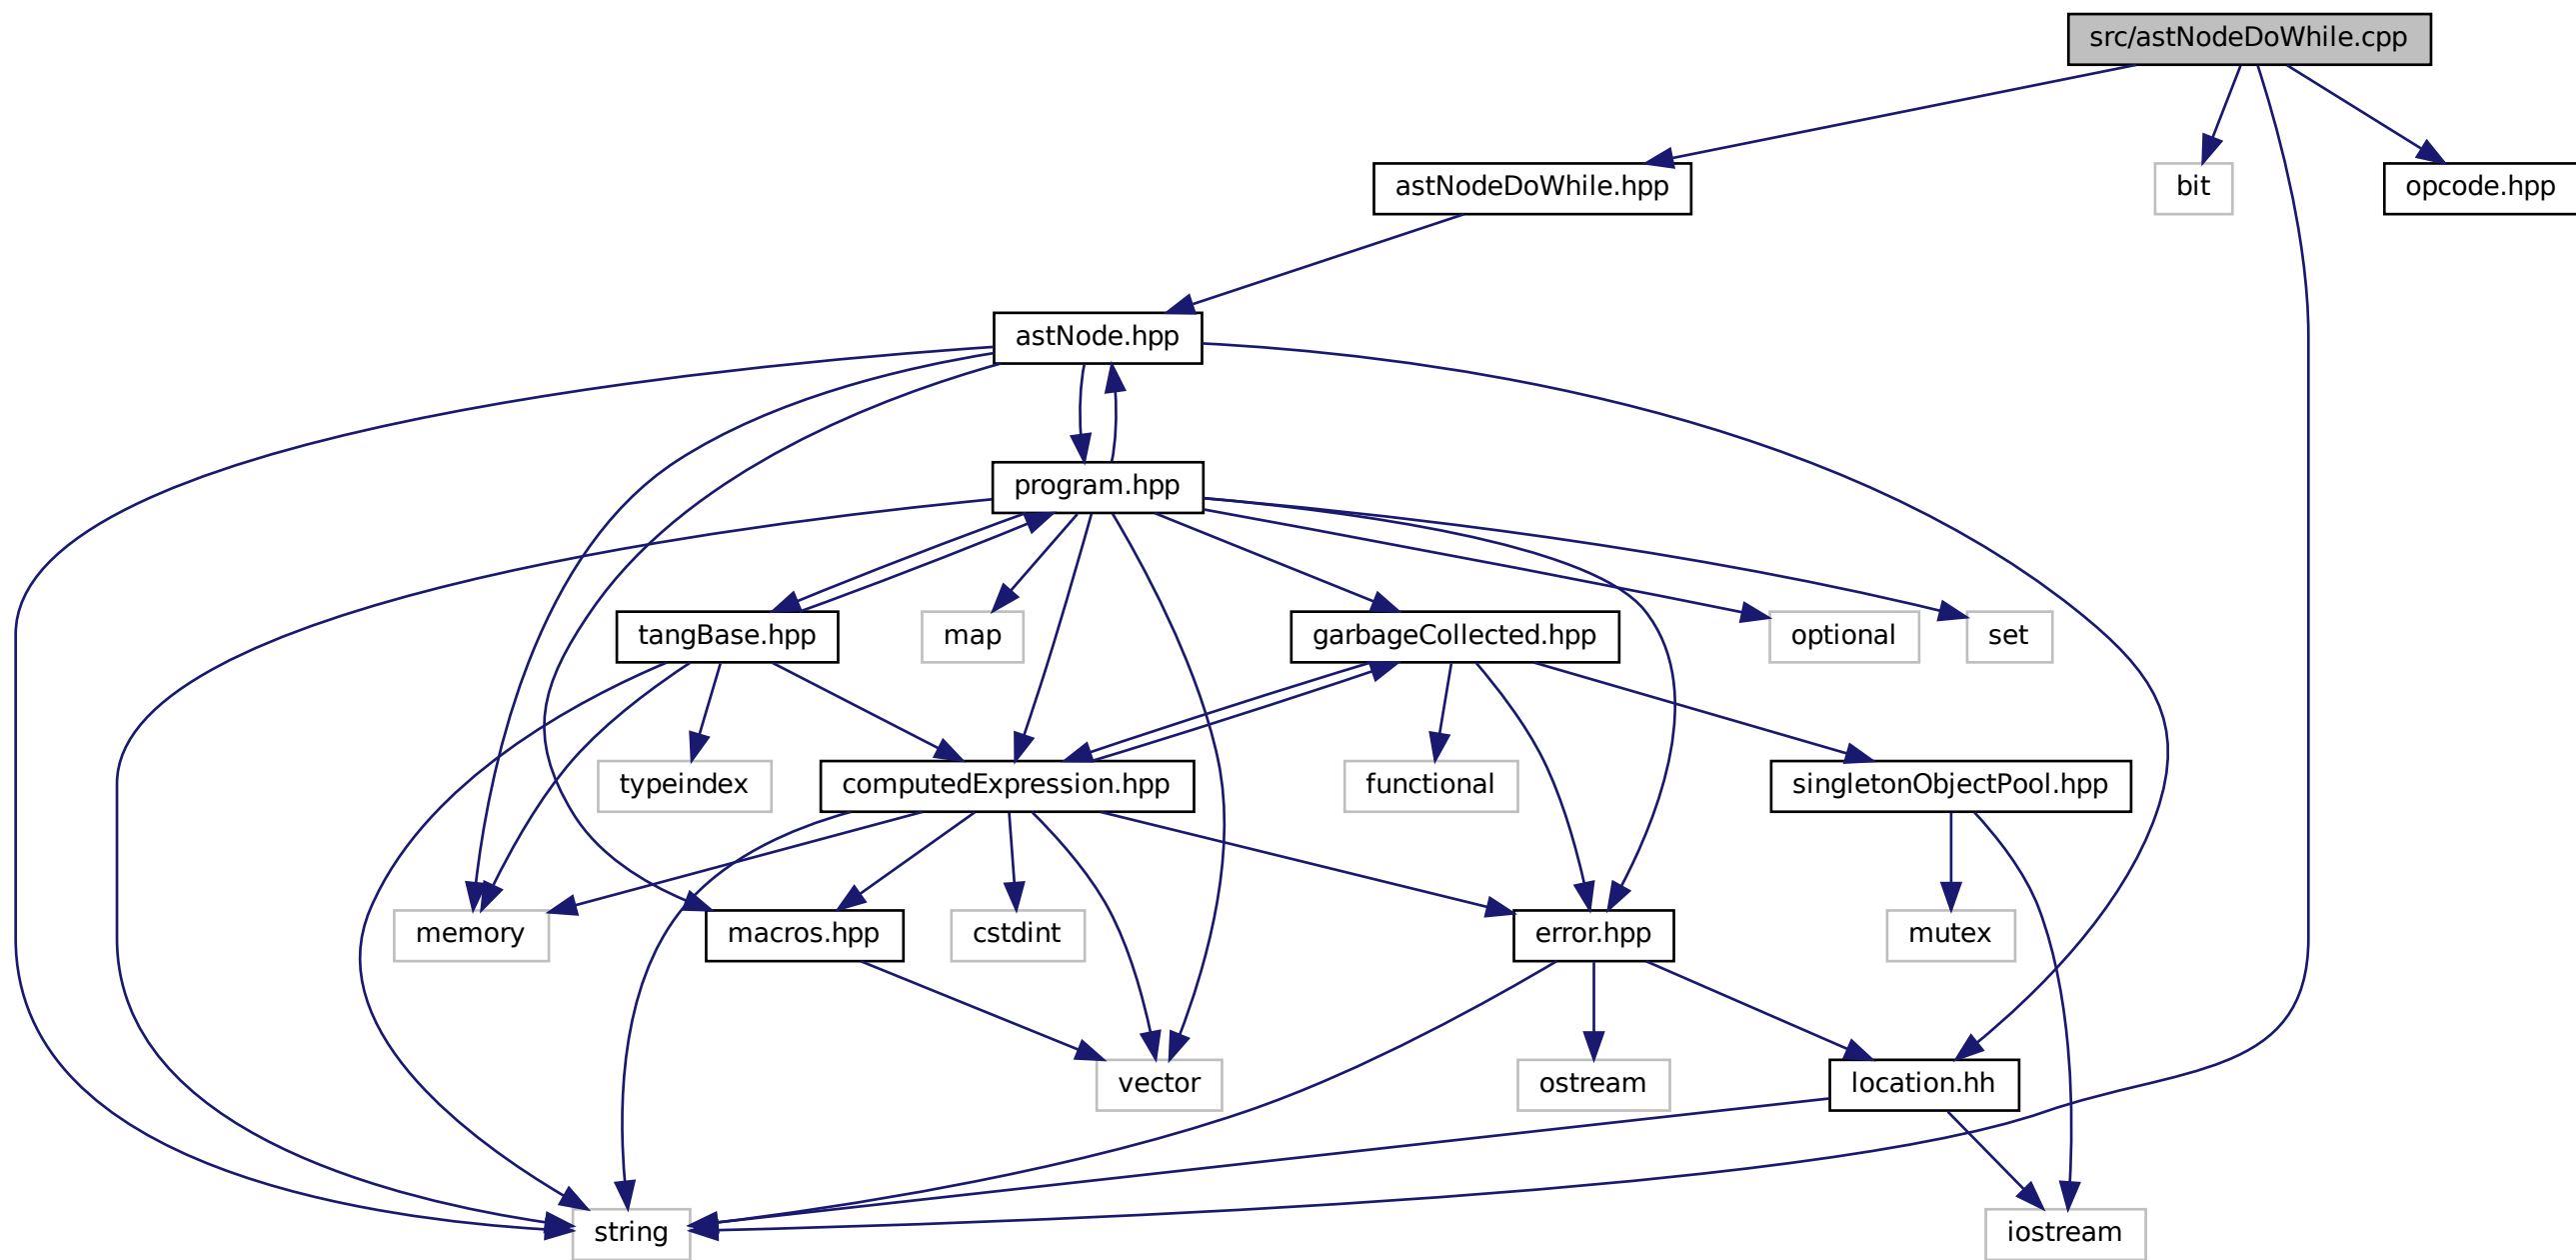 src/astNodeDoWhile.cpp
astNodeDoWhile.hpp
bit
opcode.hpp
astNode.hpp
program.hpp
tangBase.hpp
map
garbageCollected.hpp
optional
set
typeindex
computedExpression.hpp
functional
singletonObjectPool.hpp
memory
macros.hpp
cstdint
error.hpp
mutex
vector
ostream
location.hh
string
iostream